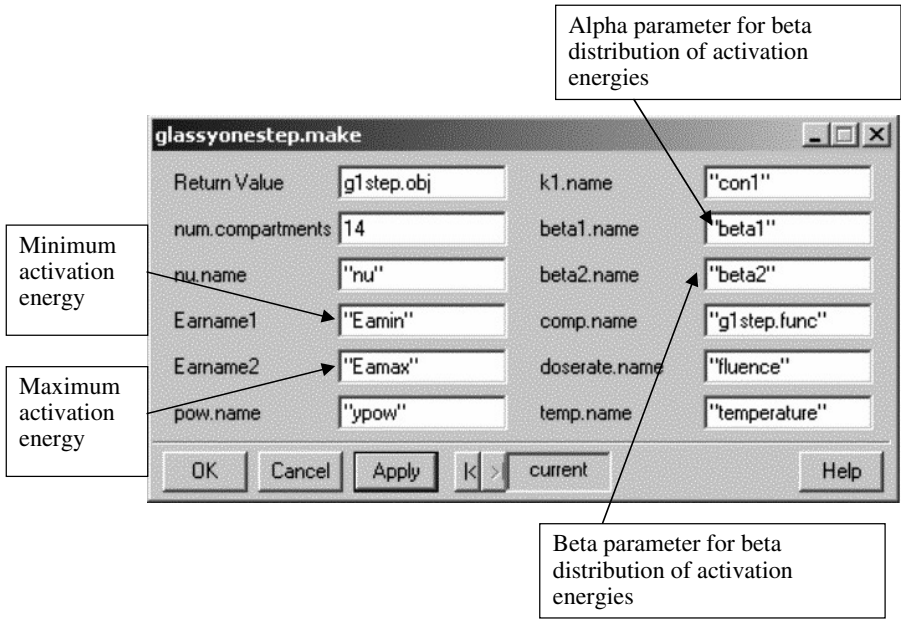 Alpha parameter for beta
distribution of activation
energies
glassyonestep.make
Return Value g1step.obj k1.name "con1"
num.compartments 14 beta1.name "beta1"
nu.name "nu" beta2.name "beta2"
Earname1 "Eamin" comp.name "g1step.func"
Earname2 "Eamax" doserate.name "fluence"
pow.name "ypow" temp.name "temperature"
OK Cancel Apply current Help
Minimum
activation
energy
Maximum
activation
energy
Beta parameter for beta
distribution of activation
energies